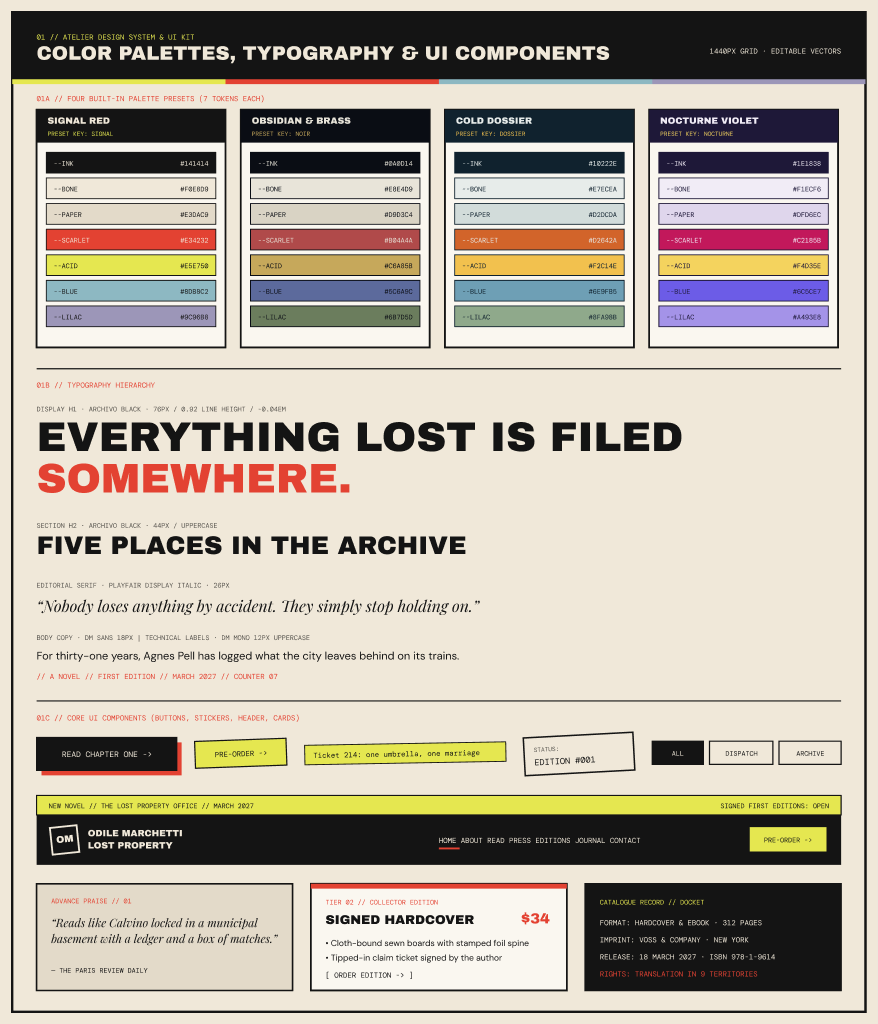 01 // ATELIER DESIGN SYSTEM & UI KIT
COLOR PALETTES, TYPOGRAPHY & UI COMPONENTS
1440PX GRID · EDITABLE VECTORS
01A // FOUR BUILT-IN PALETTE PRESETS (7 TOKENS EACH)
SIGNAL RED
PRESET KEY: SIGNAL
--INK #141414
--BONE #F0E8D9
--PAPER #E3DAC9
--SCARLET #E34232
--ACID #E5E750
--BLUE #8DB9C2
--LILAC #9C96B8
OBSIDIAN & BRASS
PRESET KEY: NOIR
--INK #0A0D14
--BONE #E8E4D9
--PAPER #D9D3C4
--SCARLET #B04A4A
--ACID #C6A85B
--BLUE #5C6A9C
--LILAC #6B7D5D
COLD DOSSIER
PRESET KEY: DOSSIER
--INK #10222E
--BONE #E7ECEA
--PAPER #D2DCDA
--SCARLET #D2642A
--ACID #F2C14E
--BLUE #6E9FB5
--LILAC #8FA98B
NOCTURNE VIOLET
PRESET KEY: NOCTURNE
--INK #1E1838
--BONE #F1ECF6
--PAPER #DFD6EC
--SCARLET #C2185B
--ACID #F4D35E
--BLUE #6C5CE7
--LILAC #A493E8
01B // TYPOGRAPHY HIERARCHY
DISPLAY H1 · ARCHIVO BLACK · 76PX / 0.92 LINE HEIGHT / -0.04EM
EVERYTHING LOST IS FILED
SOMEWHERE.
SECTION H2 · ARCHIVO BLACK · 44PX / UPPERCASE
FIVE PLACES IN THE ARCHIVE
EDITORIAL SERIF · PLAYFAIR DISPLAY ITALIC · 26PX
“Nobody loses anything by accident. They simply stop holding on.”
BODY COPY · DM SANS 18PX | TECHNICAL LABELS · DM MONO 12PX UPPERCASE
For thirty-one years, Agnes Pell has logged what the city leaves behind on its trains.
// A NOVEL // FIRST EDITION // MARCH 2027 // COUNTER 07
01C // CORE UI COMPONENTS (BUTTONS, STICKERS, HEADER, CARDS)
READ CHAPTER ONE ->
PRE-ORDER ->
Ticket 214: one umbrella, one marriage
STATUS:
EDITION #001
ALL
DISPATCH
ARCHIVE
NEW NOVEL // THE LOST PROPERTY OFFICE // MARCH 2027
SIGNED FIRST EDITIONS: OPEN
OM
ODILE MARCHETTI
LOST PROPERTY
HOME ABOUT READ PRESS EDITIONS JOURNAL CONTACT
PRE-ORDER ->
ADVANCE PRAISE // 01
“Reads like Calvino locked in a municipal
basement with a ledger and a box of matches.”
— THE PARIS REVIEW DAILY
TIER 02 // COLLECTOR EDITION
SIGNED HARDCOVER $34
• Cloth-bound sewn boards with stamped foil spine
• Tipped-in claim ticket signed by the author
[ ORDER EDITION -> ]
CATALOGUE RECORD // DOCKET
FORMAT: HARDCOVER & EBOOK · 312 PAGES
IMPRINT: VOSS & COMPANY · NEW YORK
RELEASE: 18 MARCH 2027 · ISBN 978-1-9614
RIGHTS: TRANSLATION IN 9 TERRITORIES